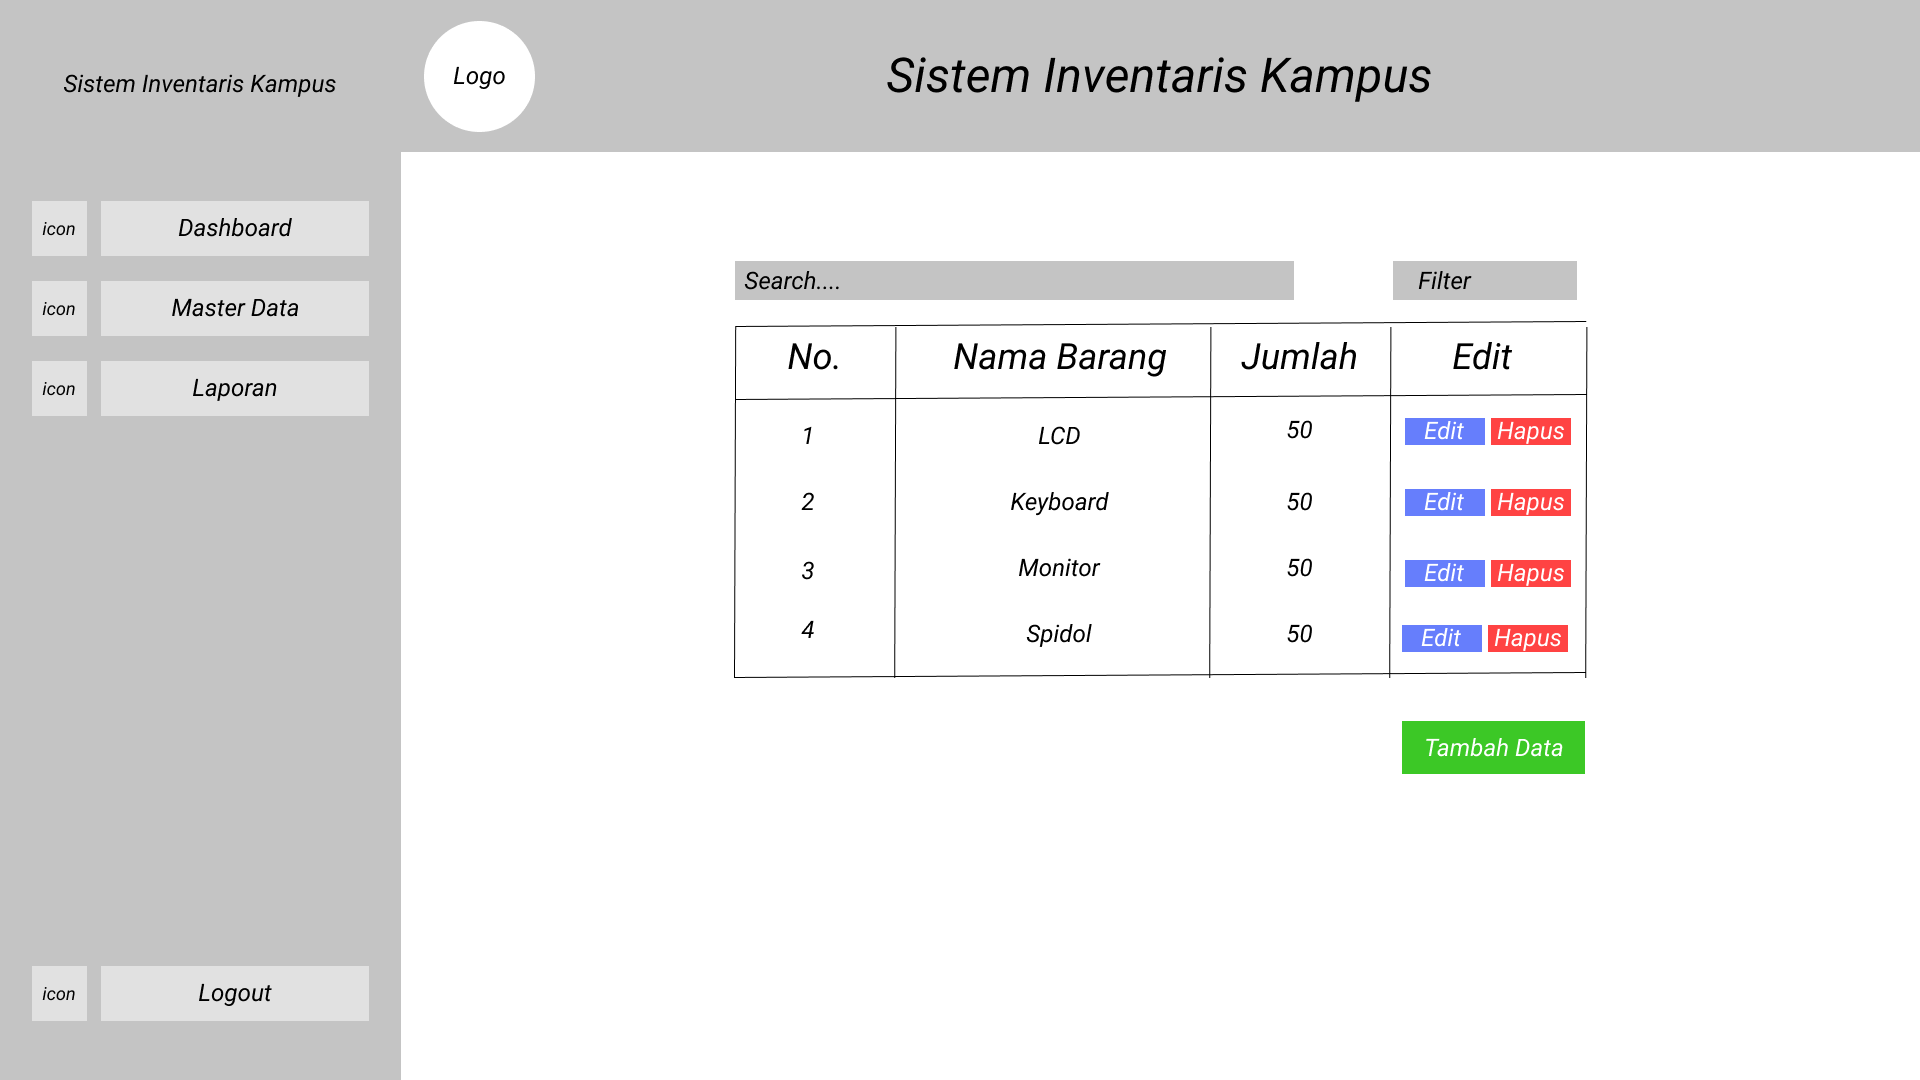 Sistem Inventaris Kampus
Logo
Sistem Inventaris Kampus
icon Dashboard
icon Master Data
icon Laporan
icon Logout
Search.... Filter
No. Nama Barang Jumlah Edit
1 LCD 50 Edit Hapus
2 Keyboard 50 Edit Hapus
3 Monitor 50 Edit Hapus
4 Spidol 50 Edit Hapus
Tambah Data